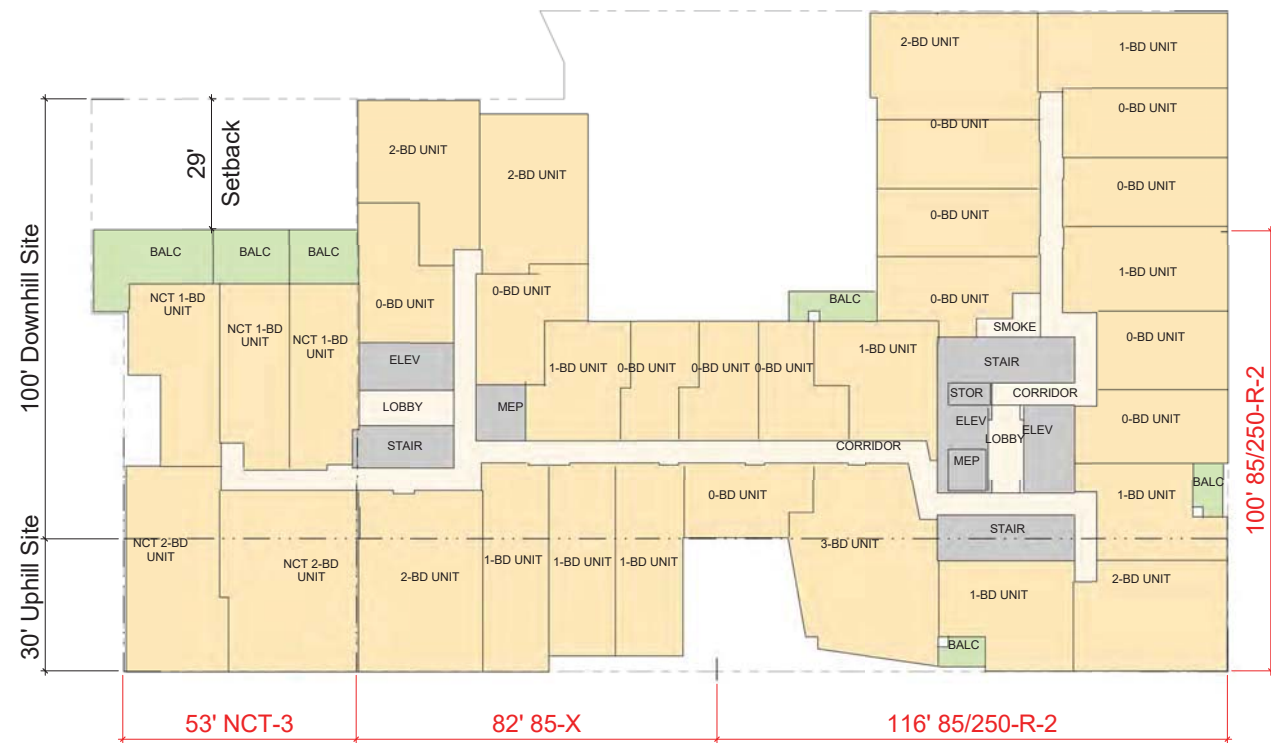 2-BD UNIT
1-BD UNIT
0-BD UNIT
0-BD UNIT
2-BD UNIT
2-BD UNIT
29'
Setback
0-BD UNIT
0-BD UNIT
BALC
BALC
BALC
1-BD UNIT
0-BD UNIT
0-BD UNIT
NCT 1-BD
UNIT
NCT 1-BD
UNIT
NCT 1-BD
UNIT
0-BD UNIT
BALC
SMOKE
0-BD UNIT
100' Downhill Site
ELEV
1-BD UNIT
0-BD UNIT
0-BD UNIT
0-BD UNIT
1-BD UNIT
STAIR
LOBBY
MEP
STOR
CORRIDOR
ELEV
LOBBY
ELEV
0-BD UNIT
STAIR
CORRIDOR
MEP
100' 85/250-R-2
0-BD UNIT
1-BD UNIT
BALC
STAIR
NCT 2-BD
UNIT
NCT 2-BD
UNIT
2-BD UNIT
1-BD UNIT
1-BD UNIT
1-BD UNIT
3-BD UNIT
1-BD UNIT
2-BD UNIT
30' Uphill Site
BALC
53' NCT-3
82' 85-X
116' 85/250-R-2